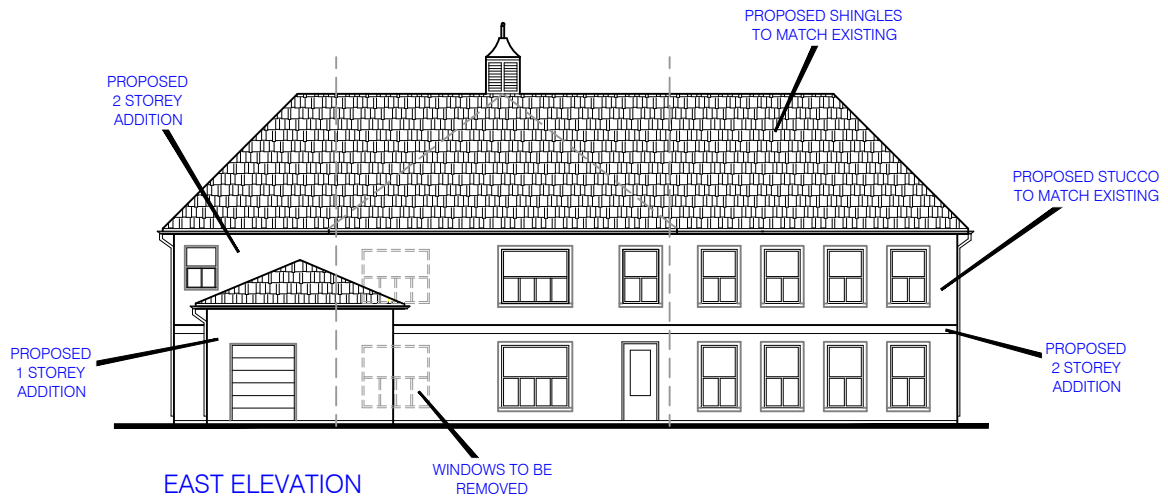 PROPOSED SHINGLES
TO MATCH EXISTING
PROPOSED
2 STOREY
ADDITION
PROPOSED STUCCO
TO MATCH EXISTING
PROPOSED
1 STOREY
ADDITION
PROPOSED
2 STOREY
ADDITION
WINDOWS TO BE
REMOVED
EAST ELEVATION